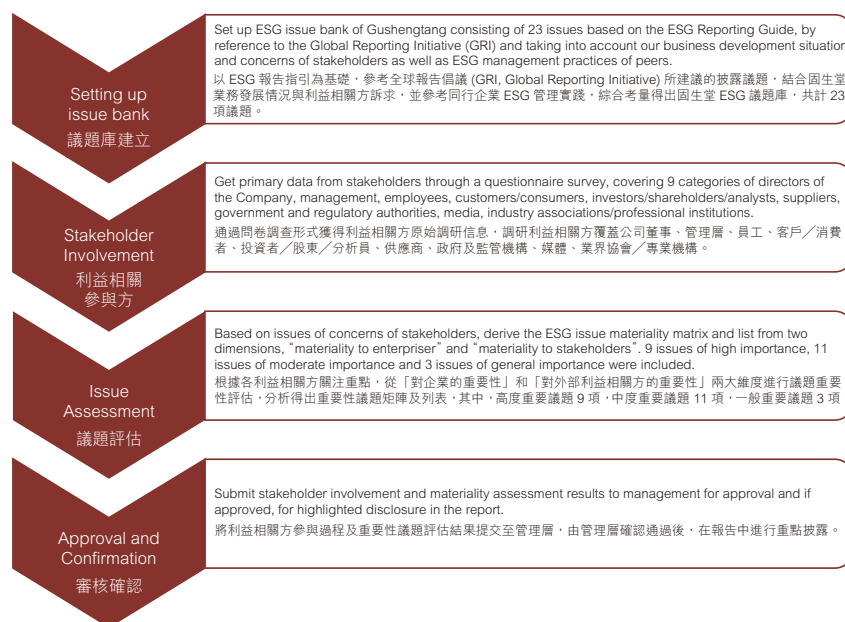 Setting up
issue bank
議題庫建立
Set up ESG issue bank of Gushengtang consisting of 23 issues based on the ESG Reporting Guide, by
reference to the Global Reporting Initiative (GRI) and taking into account our business development situation
and concerns of stakeholders as well as ESG management practices of peers.
以 ESG 報告指引為基礎，參考全球報告倡議 (GRI, Global Reporting Initiative) 所建議的披露議題，結合固生堂
業務發展情況與利益相關方訴求，並參考同行企業 ESG 管理實踐，綜合考量得出固生堂 ESG 議題庫，共計 23
項議題。
Stakeholder
Involvement
利益相關
參與方
Get primary data from stakeholders through a questionnaire survey, covering 9 categories of directors of
the Company, management, employees, customers/consumers, investors/shareholders/analysts, suppliers,
government and regulatory authorities, media, industry associations/professional institutions.
通過問卷調查形式獲得利益相關方原始調研信息，調研利益相關方覆蓋公司董事、管理層、員工、客戶／消費
者、投資者／股東／分析員、供應商、政府及監管機構、媒體、業界協會／專業機構。
Issue
Assessment
議題評估
Based on issues of concerns of stakeholders, derive the ESG issue materiality matrix and list from two
dimensions, “materiality to enterpriser” and “materiality to stakeholders”. 9 issues of high importance, 11
issues of moderate importance and 3 issues of general importance were included.
根據各利益相關方關注重點，從「對企業的重要性」和「對外部利益相關方的重要性」兩大維度進行議題重要
性評估，分析得出重要性議題矩陣及列表，其中，高度重要議題 9 項，中度重要議題 11 項，一般重要議題 3 項
Approval and
Confirmation
審核確認
Submit stakeholder involvement and materiality assessment results to management for approval and if
approved, for highlighted disclosure in the report.
將利益相關方參與過程及重要性議題評估結果提交至管理層，由管理層確認通過後，在報告中進行重點披露。